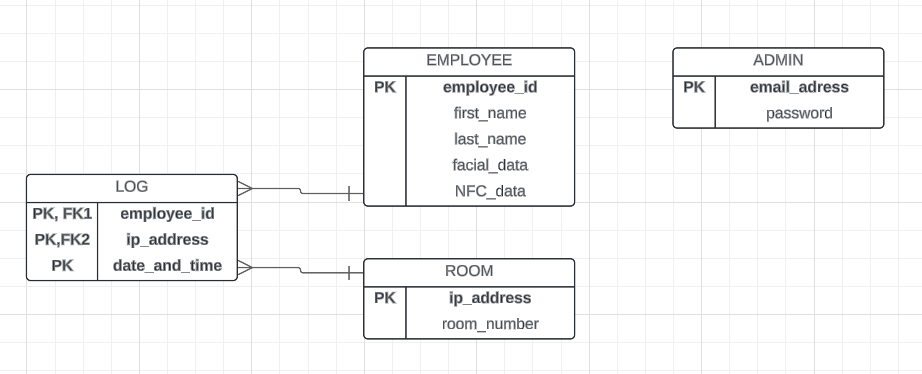 EMPLOYEE
PK employee_id
first_name
last_name
facial_data
NFC_data
ADMIN
PK email_adress
password
LOG
PK, FK1 employee_id
PK,FK2 ip_address
PK date_and_time
ROOM
PK ip_address
room_number